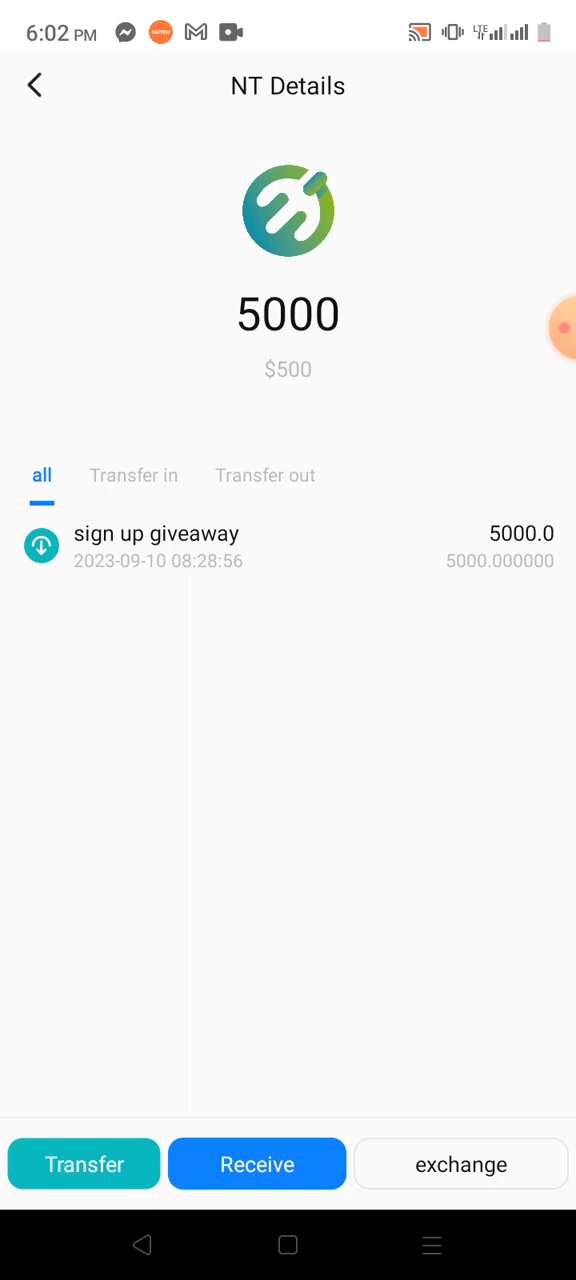 6:02 PM
LTE
NT Details
5000
$500
all Transfer in Transfer out
sign up giveaway 5000.0
2023-09-10 08:28:56 5000.000000
Transfer Receive exchange